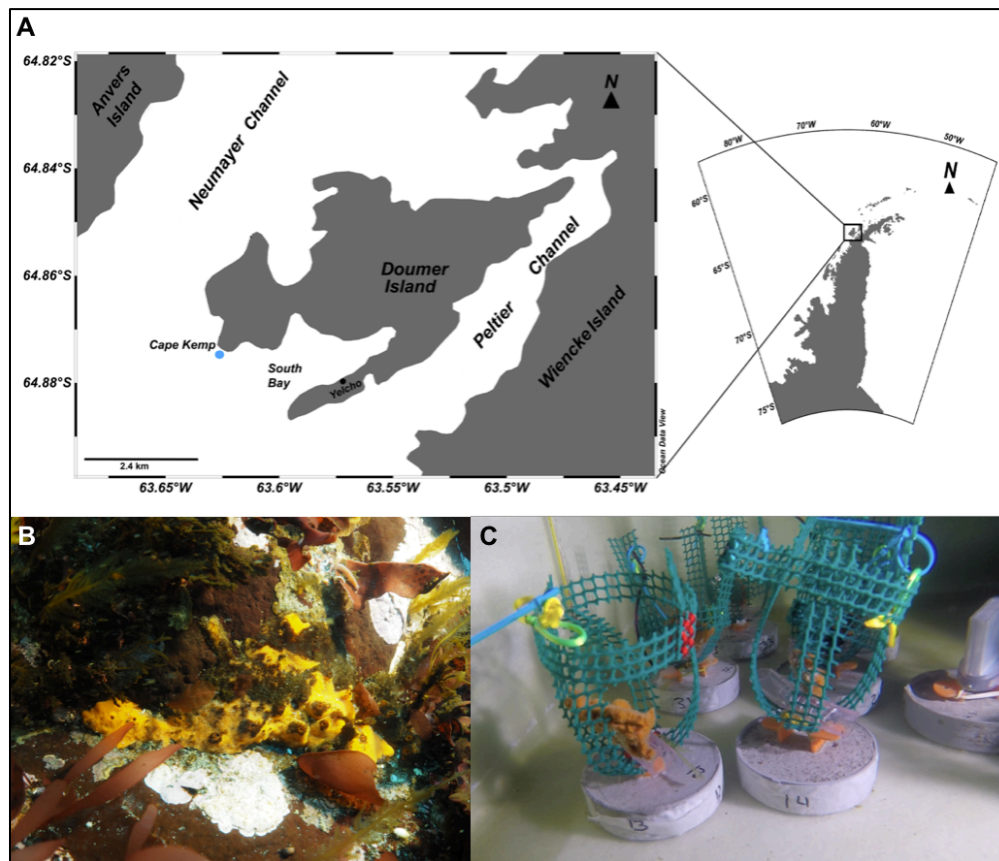 A
64.82°S
64.84°S
64.86°S
64.88°S
Anvers
Island
Neumayer Channel
N
Doumer
Island
Peltier
Channel
Wiencke Island
Cape Kemp
South
Bay
Yelcho
2.4 km
Ocean Data View
63.65°W
63.6°W
63.55°W
63.5°W
63.45°W
80°W
70°W
60°W
50°W
60°S
65°S
70°S
75°S
N
B
C
13
14